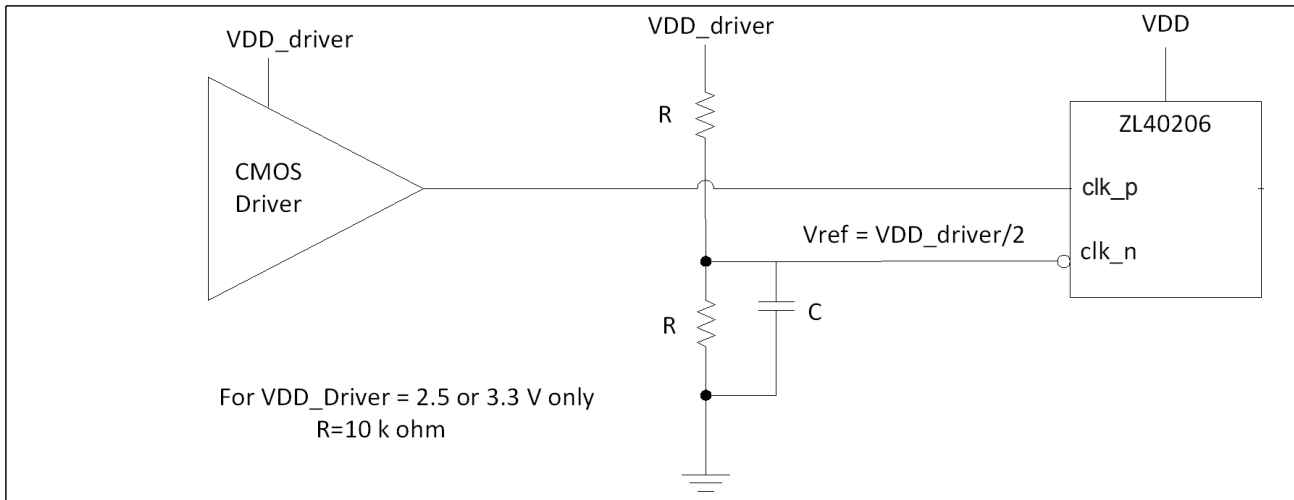 VDD_driver
VDD_driver
VDD
R
ZL40206
CMOS
Driver
clk_p
Vref = VDD_driver/2
clk_n
R
C
For VDD_Driver = 2.5 or 3.3 V only
R=10 k ohm